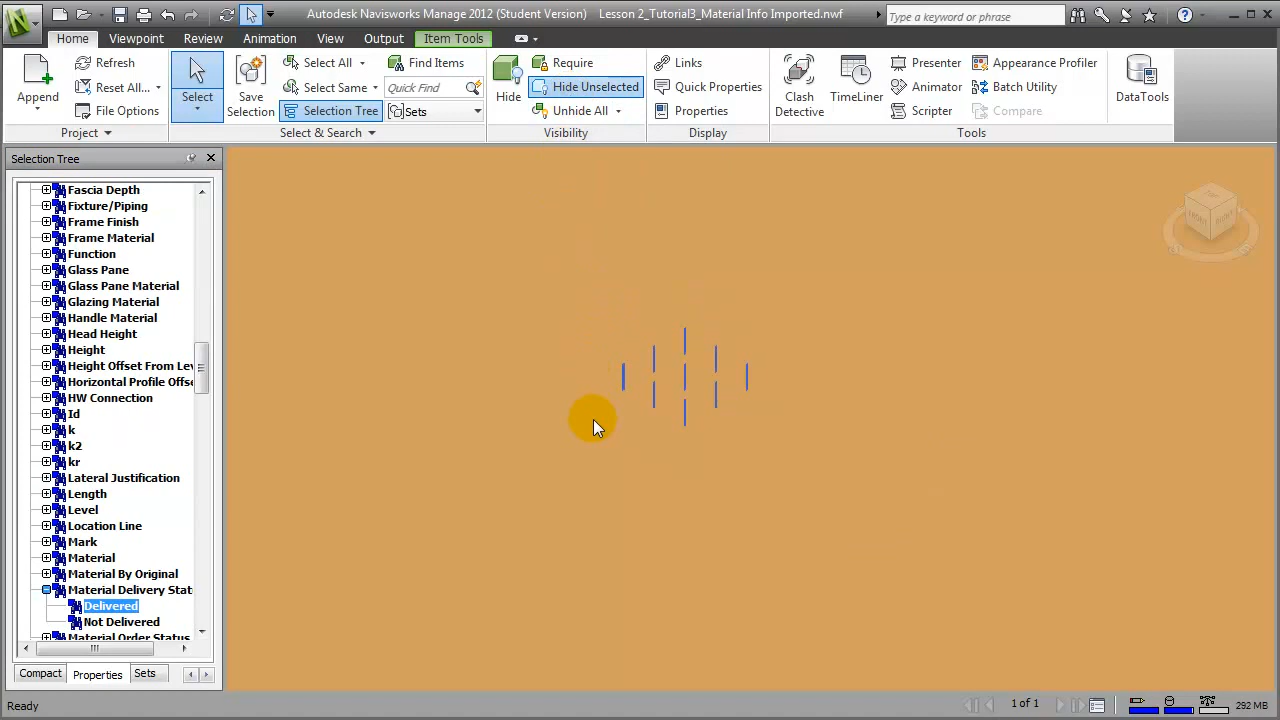 Autodesk Navisworks Manage 2012 (Student Version) Lesson 2_Tutorial3_Material Info Imported.nwf
Type a keyword or phrase
Home Viewpoint Review Animation View Output Item Tools
Append
Refresh
Reset All...
File Options
Project
Select
Save Selection
Select All
Select Same
Selection Tree
Find Items
Quick Find
Sets
Select & Search
Hide
Require
Hide Unselected
Unhide All
Visibility
Links
Quick Properties
Properties
Display
Clash Detective
TimeLiner
Presenter
Animator
Scripter
Appearance Profiler
Batch Utility
Compare
Tools
DataTools
Selection Tree
Fascia Depth
Fixture/Piping
Frame Finish
Frame Material
Function
Glass Pane
Glass Pane Material
Glazing Material
Handle Material
Head Height
Height
Height Offset From Lev
Horizontal Profile Offse
HW Connection
Id
k
k2
kr
Lateral Justification
Length
Level
Location Line
Mark
Material
Material By Original
Material Delivery Stat
Delivered
Not Delivered
Material Order Status
Compact Properties Sets
Ready
1 of 1
292 MB